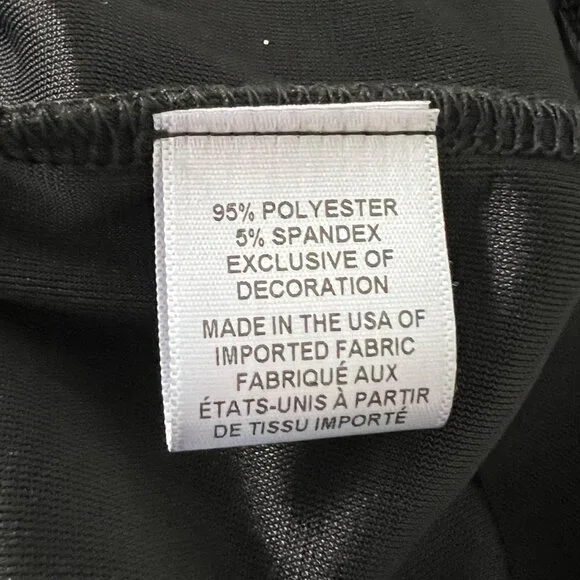 95% POLYESTER
5% SPANDEX
EXCLUSIVE OF
DECORATION
MADE IN THE USA OF
IMPORTED FABRIC
FABRIQUÉ AUX
ÉTATS-UNIS À PARTIR
DE TISSU IMPORTÉ